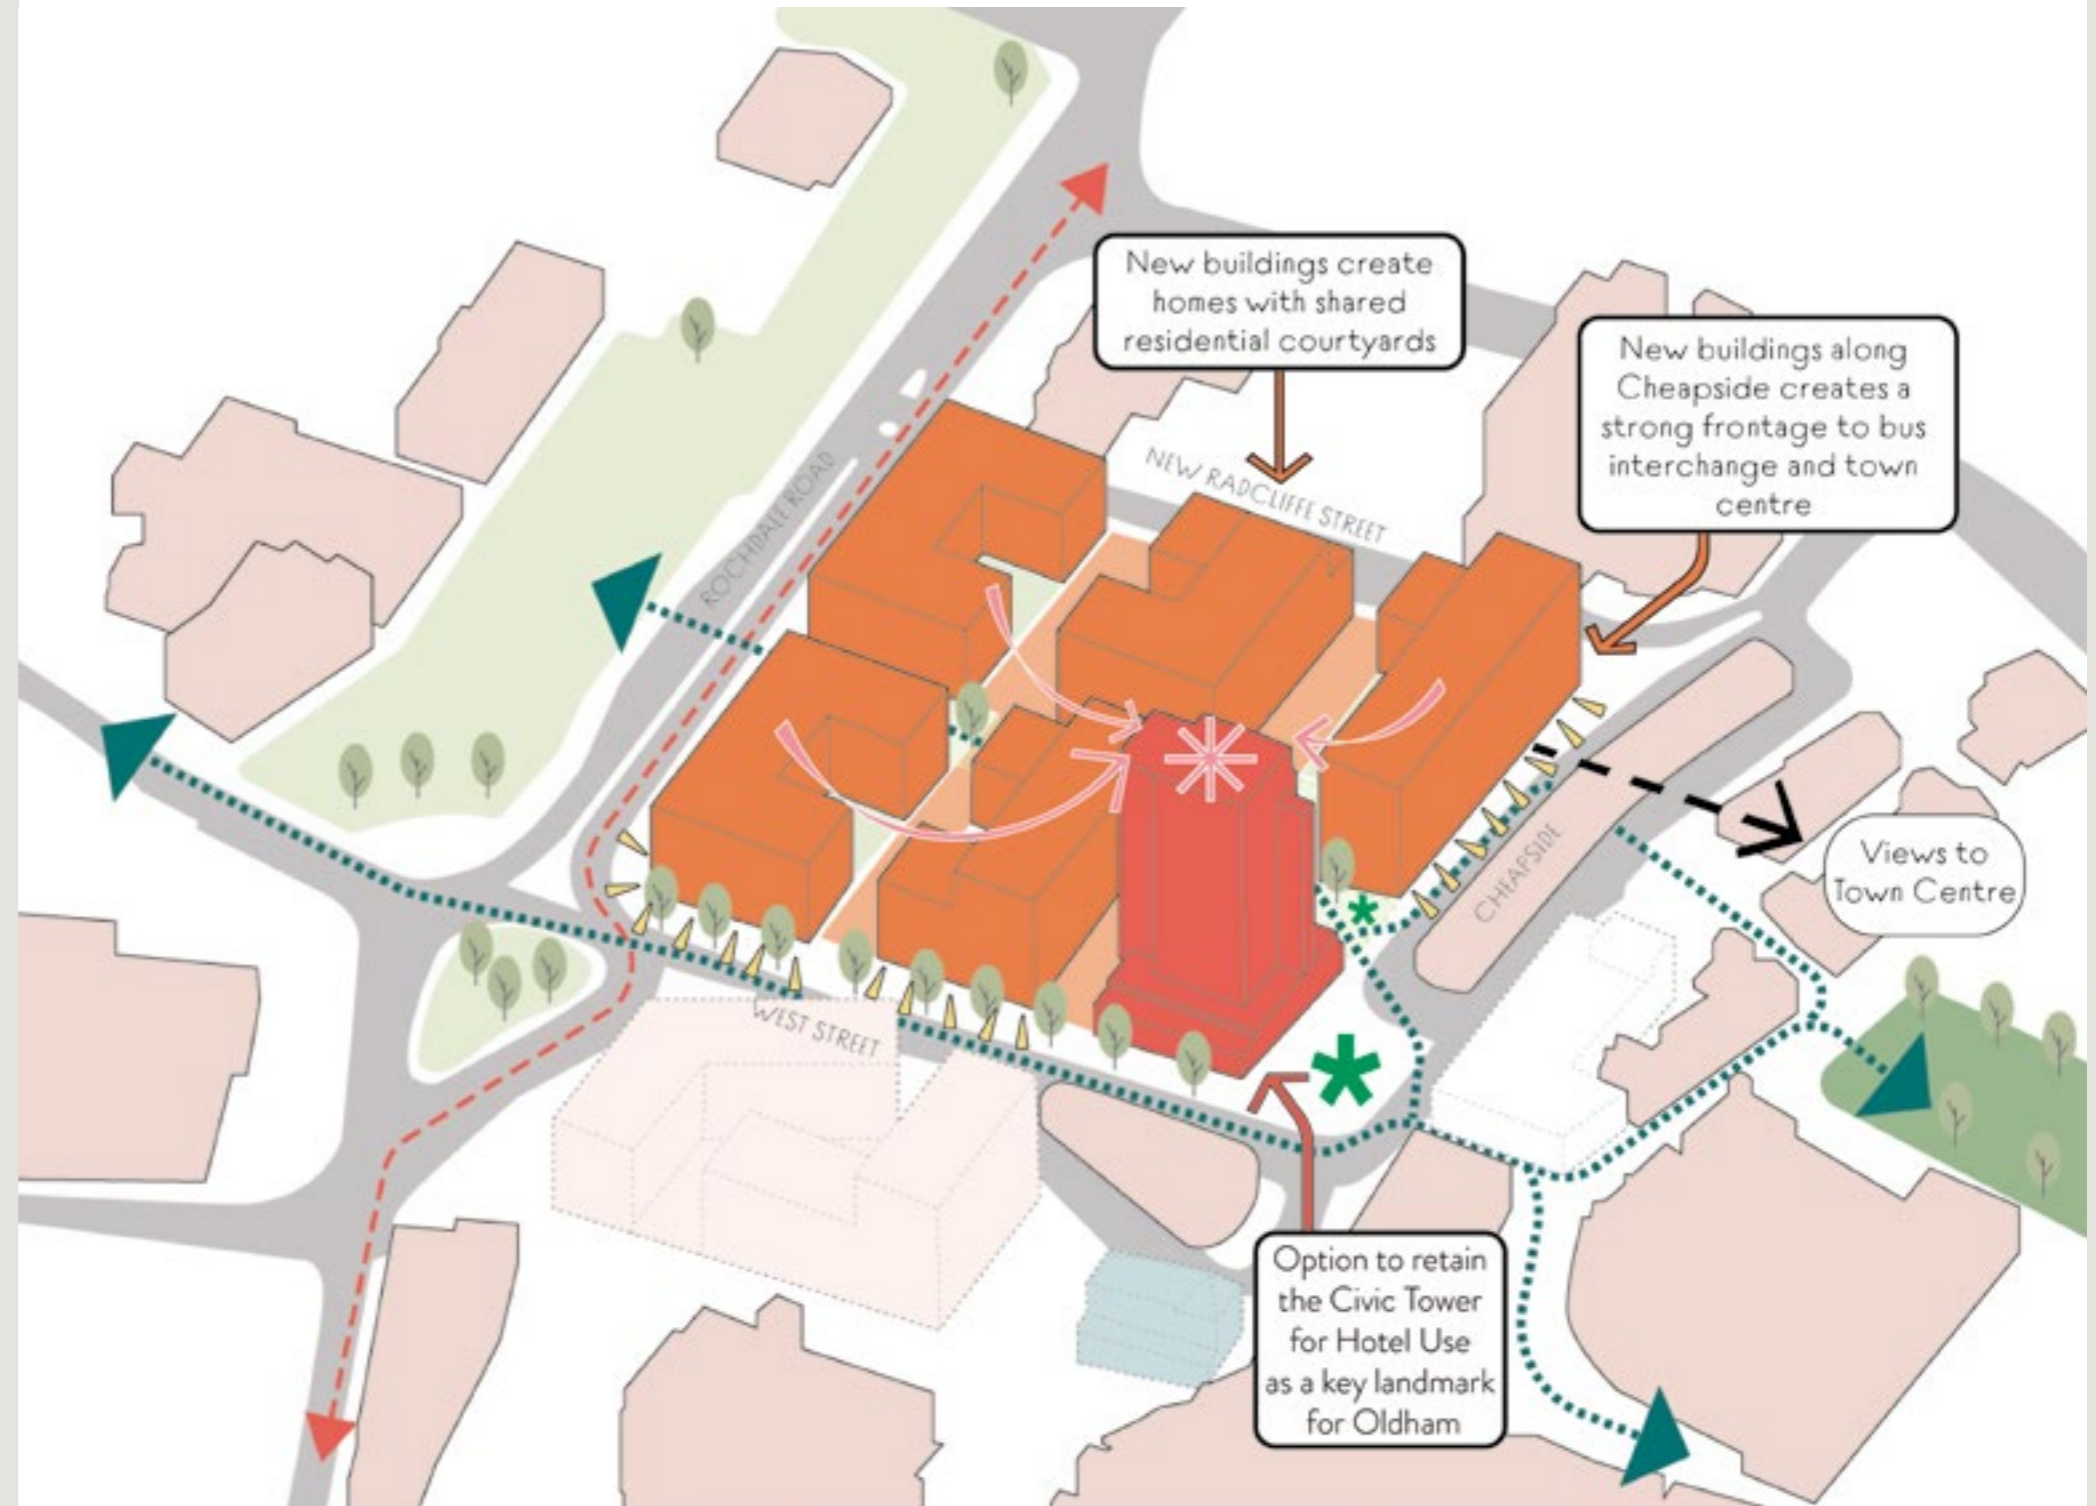 New buildings create
homes with shared
residential courtyards
New buildings along
Cheapside creates a
strong frontage to bus
interchange and town
centre
NEW RADCLIFFE STREET
ROCHDALE ROAD
CHEAPSIDE
Views to
Town Centre
WEST STREET
Option to retain
the Civic Tower
for Hotel Use
as a key landmark
for Oldham